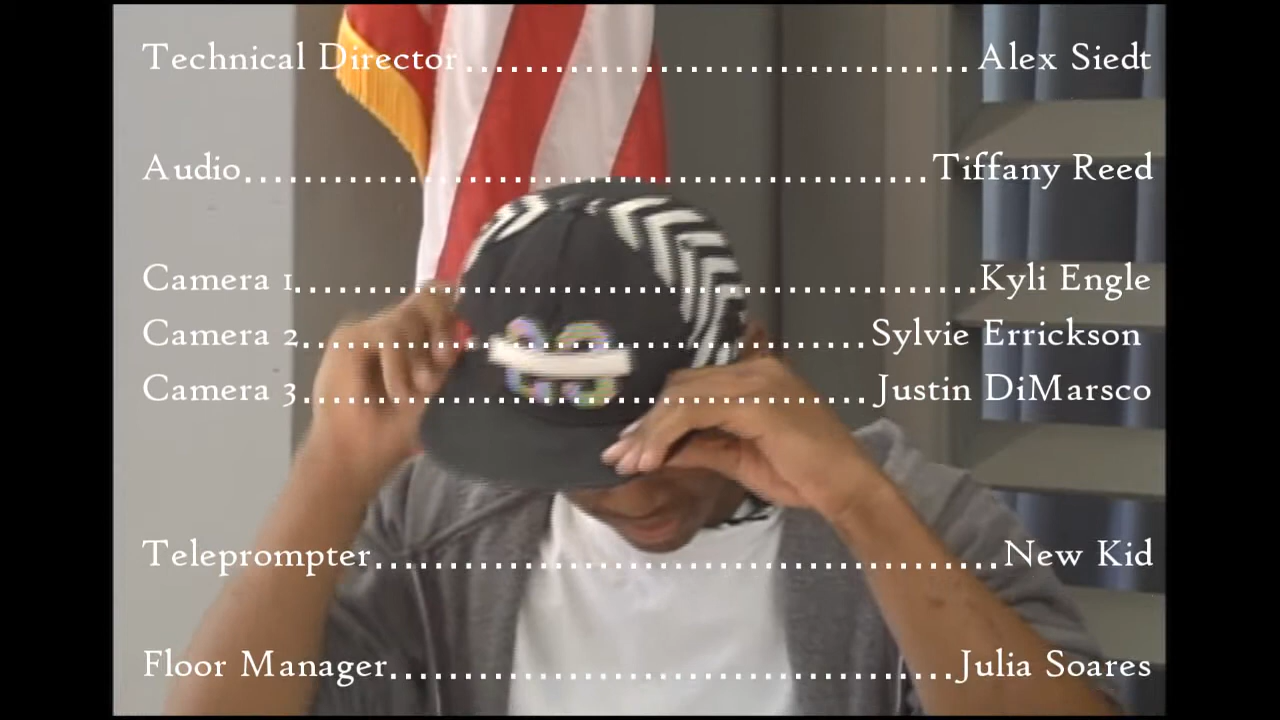 Technical Director.................................Alex Siedt
Audio.............................................Tiffany Reed
Camera 1.............................................Kyli Engle
Camera 2.....................................Sylvie Errickson
Camera 3.....................................Justin DiMarsco
Teleprompter.........................................New Kid
Floor Manager.....................................Julia Soares